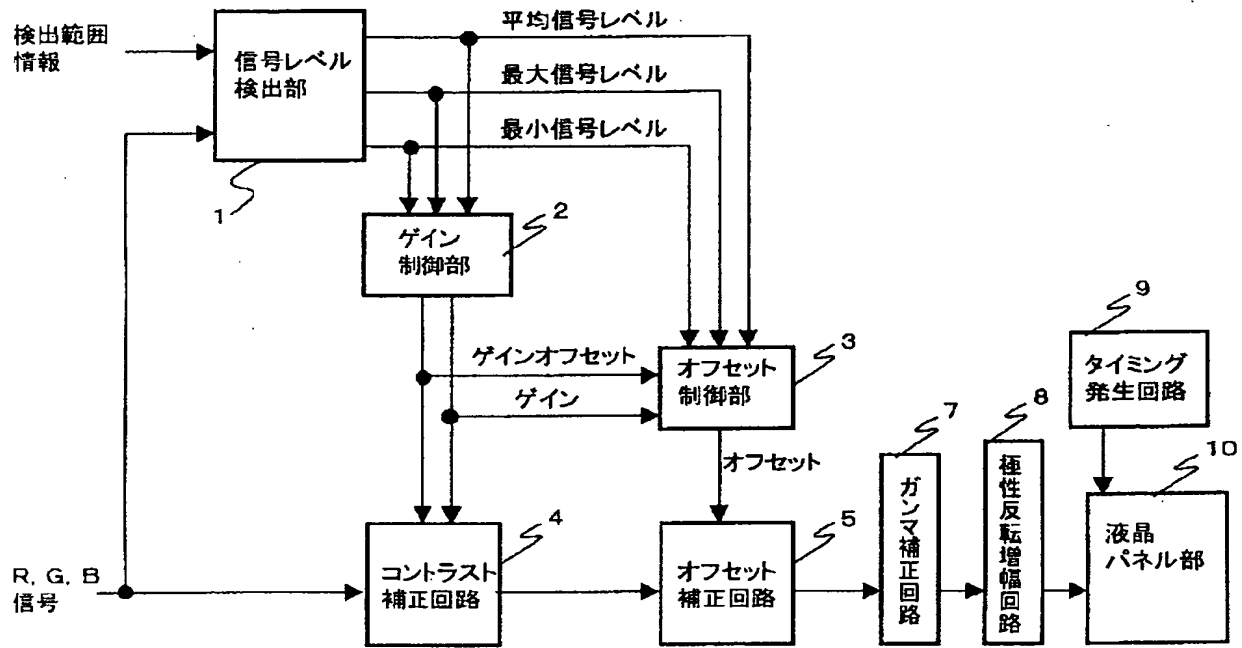 検出範囲
情報
信号レベル
検出部
1
平均信号レベル
最大信号レベル
最小信号レベル
2
ゲイン
制御部
ゲインオフセット
ゲイン
3
オフセット
制御部
オフセット
9
タイミング
発生回路
R, G, B
信号
4
コントラスト
補正回路
5
オフセット
補正回路
7
ガンマ補正回路
8
極性反転増幅回路
10
液晶
パネル部